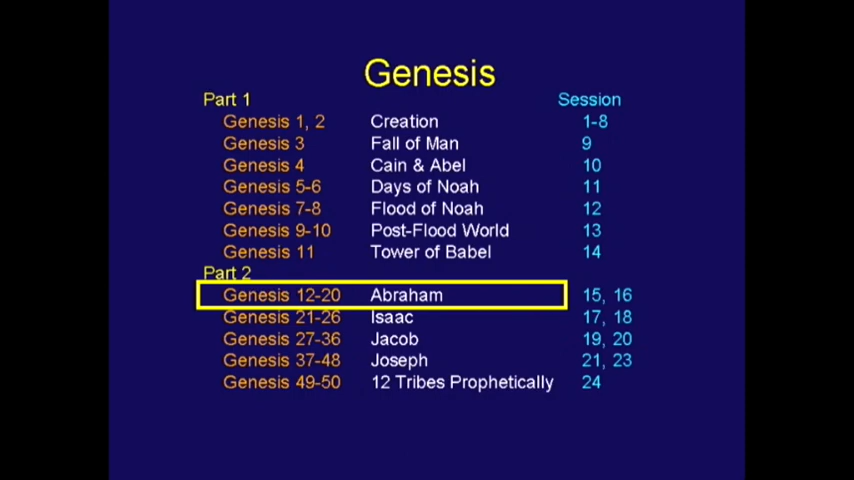 Genesis
Part 1 Session
Genesis 1, 2 Creation 1-8
Genesis 3 Fall of Man 9
Genesis 4 Cain & Abel 10
Genesis 5-6 Days of Noah 11
Genesis 7-8 Flood of Noah 12
Genesis 9-10 Post-Flood World 13
Genesis 11 Tower of Babel 14
Part 2
Genesis 12-20 Abraham 15, 16
Genesis 21-26 Isaac 17, 18
Genesis 27-36 Jacob 19, 20
Genesis 37-48 Joseph 21, 23
Genesis 49-50 12 Tribes Prophetically 24